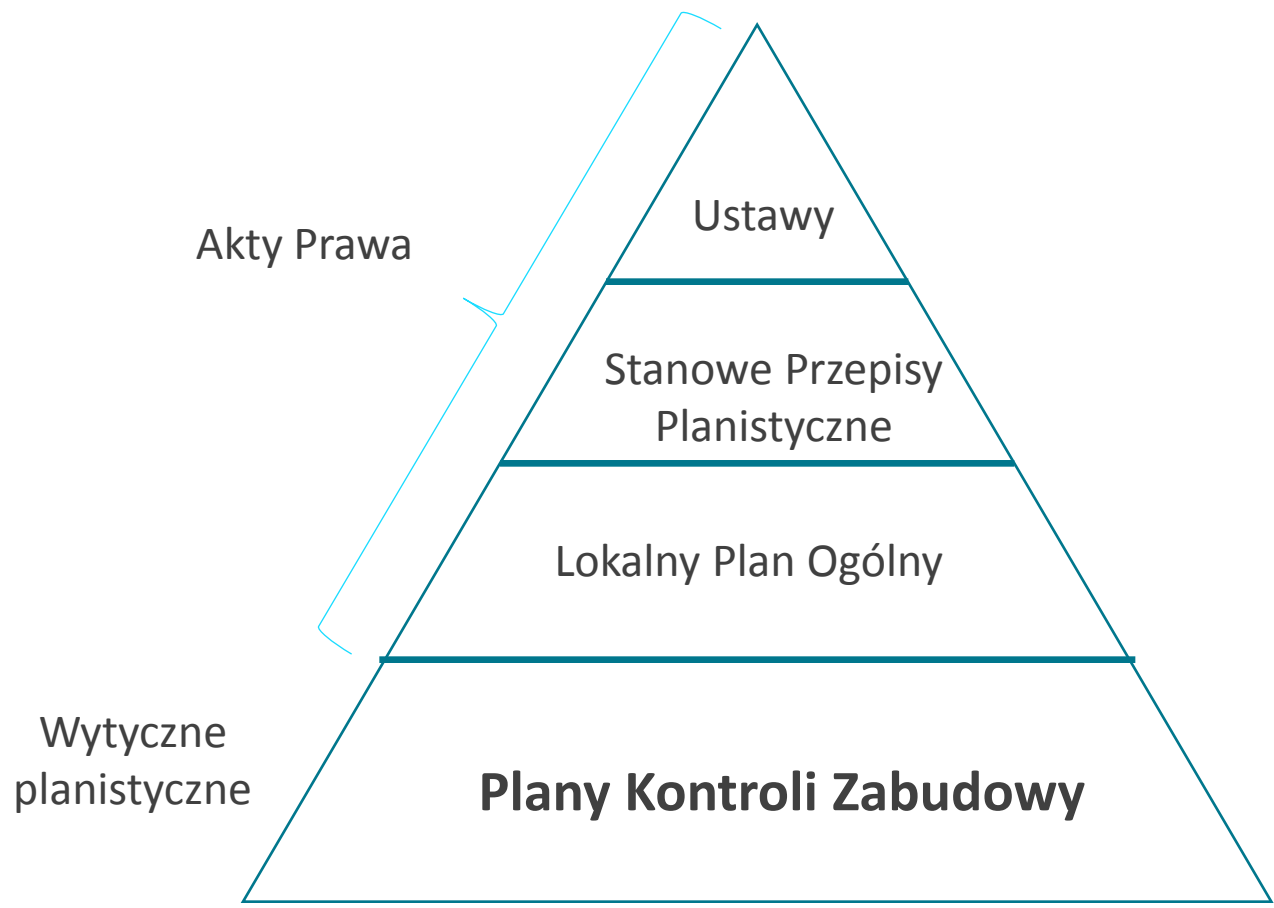 Akty Prawa
Ustawy
Stanowe Przepisy
Planistyczne
Lokalny Plan Ogólny
Wytyczne
planistyczne
Plany Kontroli Zabudowy